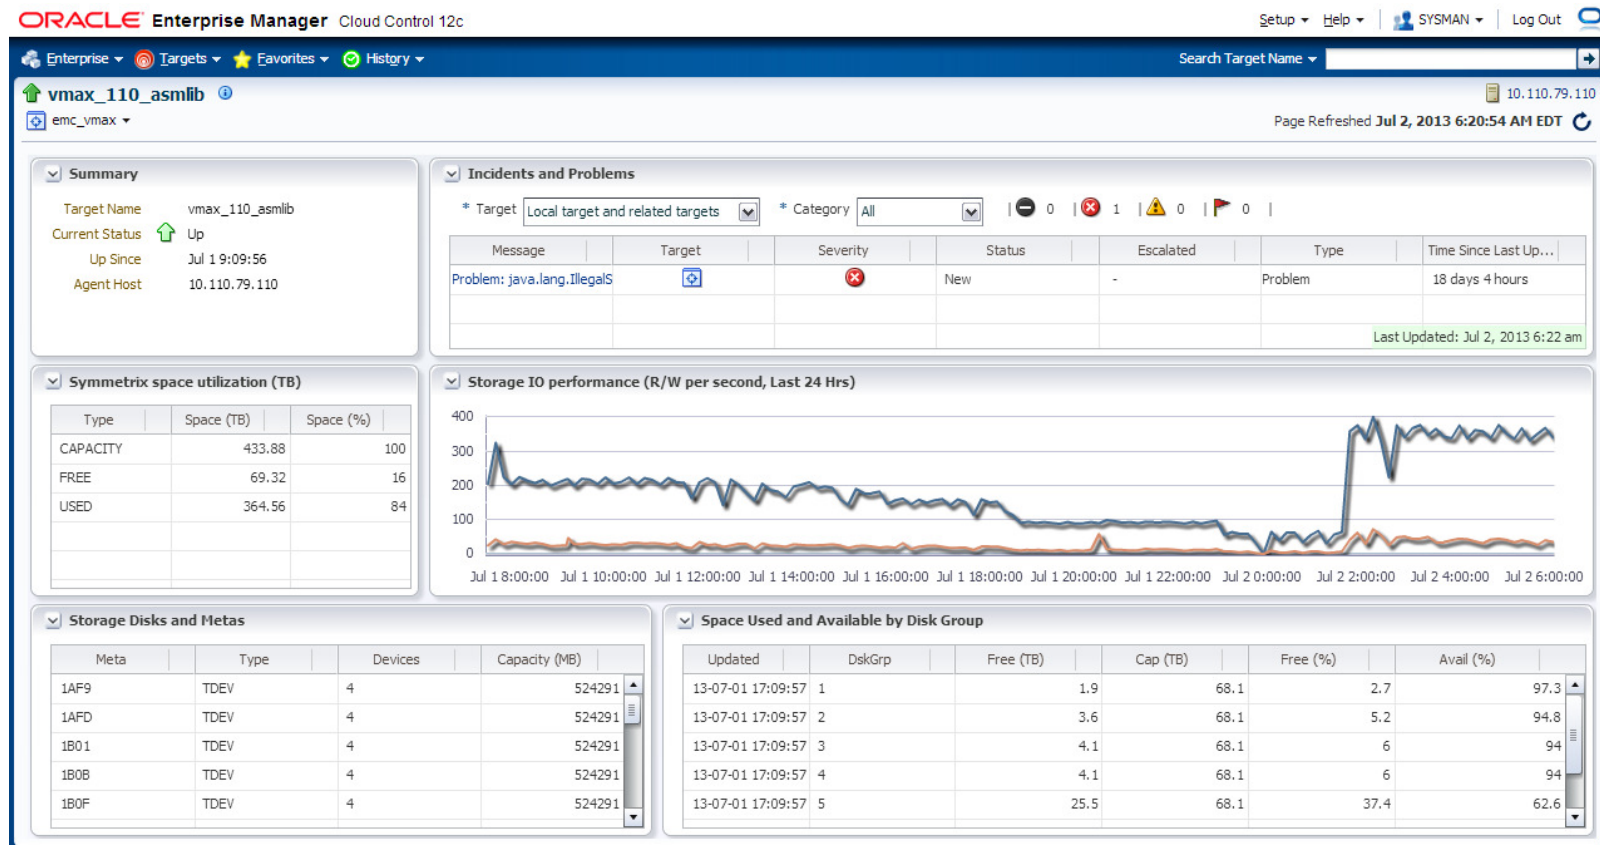 ORACLE Enterprise Manager Cloud Control 12c
Setup Help SYSMAN Log Out
Enterprise Targets Favorites History Search Target Name
vmax_110_asmlib 10.110.79.110
emc_vmax Page Refreshed Jul 2, 2013 6:20:54 AM EDT
Summary
Target Name vmax_110_asmlib
Current Status Up
Up Since Jul 1 9:09:56
Agent Host 10.110.79.110
Incidents and Problems
* Target Local target and related targets * Category All | 0 | 1 | 0 | 0 |
Message Target Severity Status Escalated Type Time Since Last Up...
Problem: java.lang.IllegalS New - Problem 18 days 4 hours
Last Updated: Jul 2, 2013 6:22 am
Symmetrix space utilization (TB)
Type Space (TB) Space (%)
CAPACITY 433.88 100
FREE 69.32 16
USED 364.56 84
Storage IO performance (R/W per second, Last 24 Hrs)
400
300
200
100
0
Jul 1 8:00:00 Jul 1 10:00:00 Jul 1 12:00:00 Jul 1 14:00:00 Jul 1 16:00:00 Jul 1 18:00:00 Jul 1 20:00:00 Jul 1 22:00:00 Jul 2 0:00:00 Jul 2 2:00:00 Jul 2 4:00:00 Jul 2 6:00:00
Storage Disks and Metas
Meta Type Devices Capacity (MB)
1AF9 TDEV 4 524291
1AFD TDEV 4 524291
1B01 TDEV 4 524291
1B0B TDEV 4 524291
1B0F TDEV 4 524291
Space Used and Available by Disk Group
Updated DskGrp Free (TB) Cap (TB) Free (%) Avail (%)
13-07-01 17:09:57 1 1.9 68.1 2.7 97.3
13-07-01 17:09:57 2 3.6 68.1 5.2 94.8
13-07-01 17:09:57 3 4.1 68.1 6 94
13-07-01 17:09:57 4 4.1 68.1 6 94
13-07-01 17:09:57 5 25.5 68.1 37.4 62.6